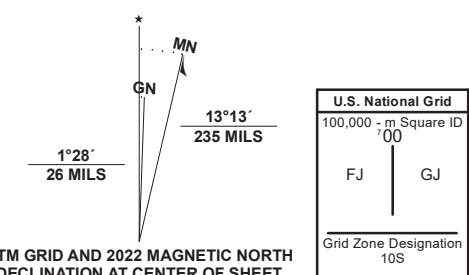 ★
MN
GN
13°13´
235 MILS
1°28´
26 MILS
TM GRID AND 2022 MAGNETIC NORTH
DECLINATION AT CENTER OF SHEET
U.S. National Grid
100,000 - m Square ID
⁷00
FJ
GJ
Grid Zone Designation
10S